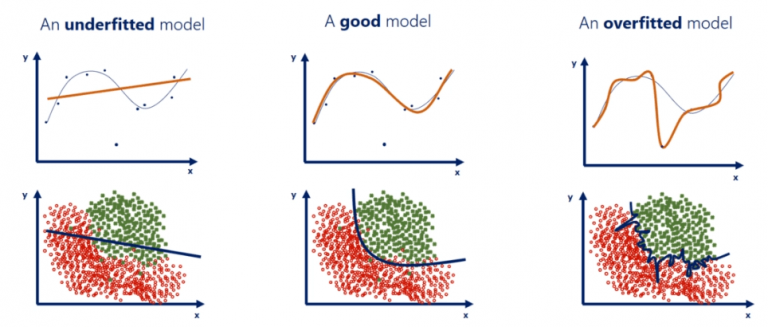 An underfitted model
A good model
An overfitted model
y
x
y
x
y
x
y
x
y
x
y
x